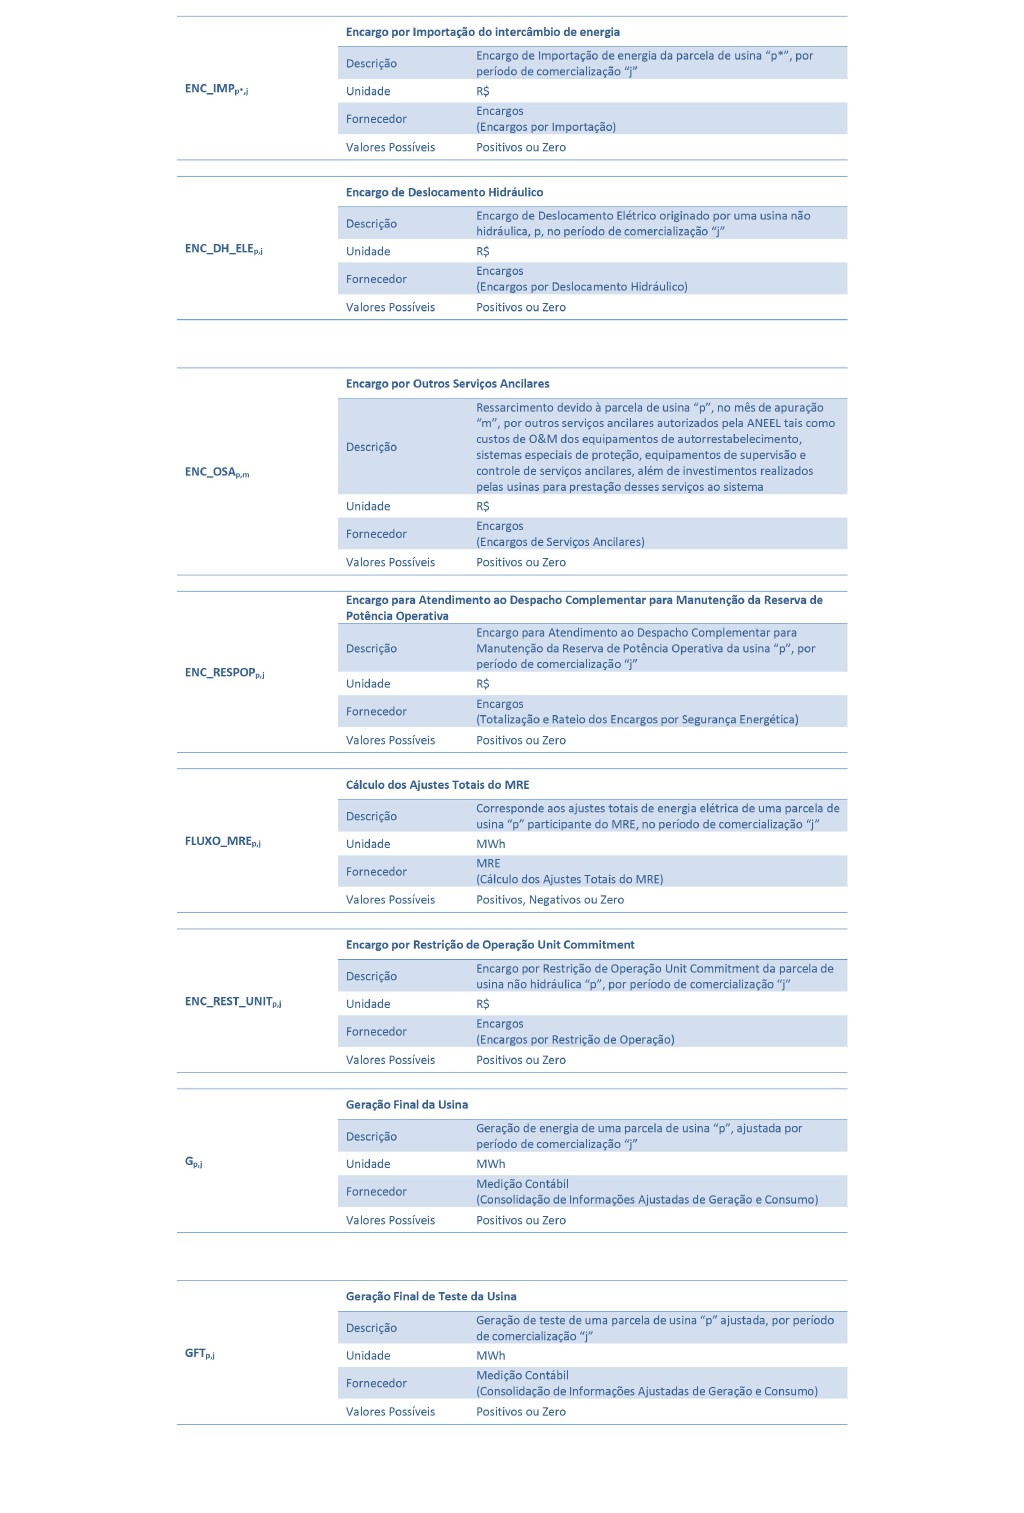 Encargo por Importação do intercâmbio de energia
ENC_IMPp*,j
Descrição
Encargo de Importação de energia da parcela de usina “p*”, por
período de comercialização “j”
Unidade
R$
Fornecedor
Encargos
(Encargos por Importação)
Valores Possíveis
Positivos ou Zero
Encargo de Deslocamento Hidráulico
ENC_DH_ELEp,j
Descrição
Encargo de Deslocamento Elétrico originado por uma usina não
hidráulica, p, no período de comercialização “j”
Unidade
R$
Fornecedor
Encargos
(Encargos por Deslocamento Hidráulico)
Valores Possíveis
Positivos ou Zero
Encargo por Outros Serviços Ancilares
ENC_OSAp,m
Descrição
Ressarcimento devido à parcela de usina “p”, no mês de apuração
“m”, por outros serviços ancilares autorizados pela ANEEL tais como
custos de O&M dos equipamentos de autorrestabelecimento,
sistemas especiais de proteção, equipamentos de supervisão e
controle de serviços ancilares, além de investimentos realizados
pelas usinas para prestação desses serviços ao sistema
Unidade
R$
Fornecedor
Encargos
(Encargos de Serviços Ancilares)
Valores Possíveis
Positivos ou Zero
Encargo para Atendimento ao Despacho Complementar para Manutenção da Reserva de
Potência Operativa
ENC_RESPOPp,j
Descrição
Encargo para Atendimento ao Despacho Complementar para
Manutenção da Reserva de Potência Operativa da usina “p”, por
período de comercialização “j”
Unidade
R$
Fornecedor
Encargos
(Totalização e Rateio dos Encargos por Segurança Energética)
Valores Possíveis
Positivos ou Zero
Cálculo dos Ajustes Totais do MRE
FLUXO_MREp,j
Descrição
Corresponde aos ajustes totais de energia elétrica de uma parcela de
usina “p” participante do MRE, no período de comercialização “j”
Unidade
MWh
Fornecedor
MRE
(Cálculo dos Ajustes Totais do MRE)
Valores Possíveis
Positivos, Negativos ou Zero
Encargo por Restrição de Operação Unit Commitment
ENC_REST_UNITp,j
Descrição
Encargo por Restrição de Operação Unit Commitment da parcela de
usina não hidráulica “p”, por período de comercialização “j”
Unidade
R$
Fornecedor
Encargos
(Encargos por Restrição de Operação)
Valores Possíveis
Positivos ou Zero
Geração Final da Usina
Gp,j
Descrição
Geração de energia de uma parcela de usina “p”, ajustada por
período de comercialização “j”
Unidade
MWh
Fornecedor
Medição Contábil
(Consolidação de Informações Ajustadas de Geração e Consumo)
Valores Possíveis
Positivos ou Zero
Geração Final de Teste da Usina
GFTp,j
Descrição
Geração de teste de uma parcela de usina “p” ajustada, por período
de comercialização “j”
Unidade
MWh
Fornecedor
Medição Contábil
(Consolidação de Informações Ajustadas de Geração e Consumo)
Valores Possíveis
Positivos ou Zero